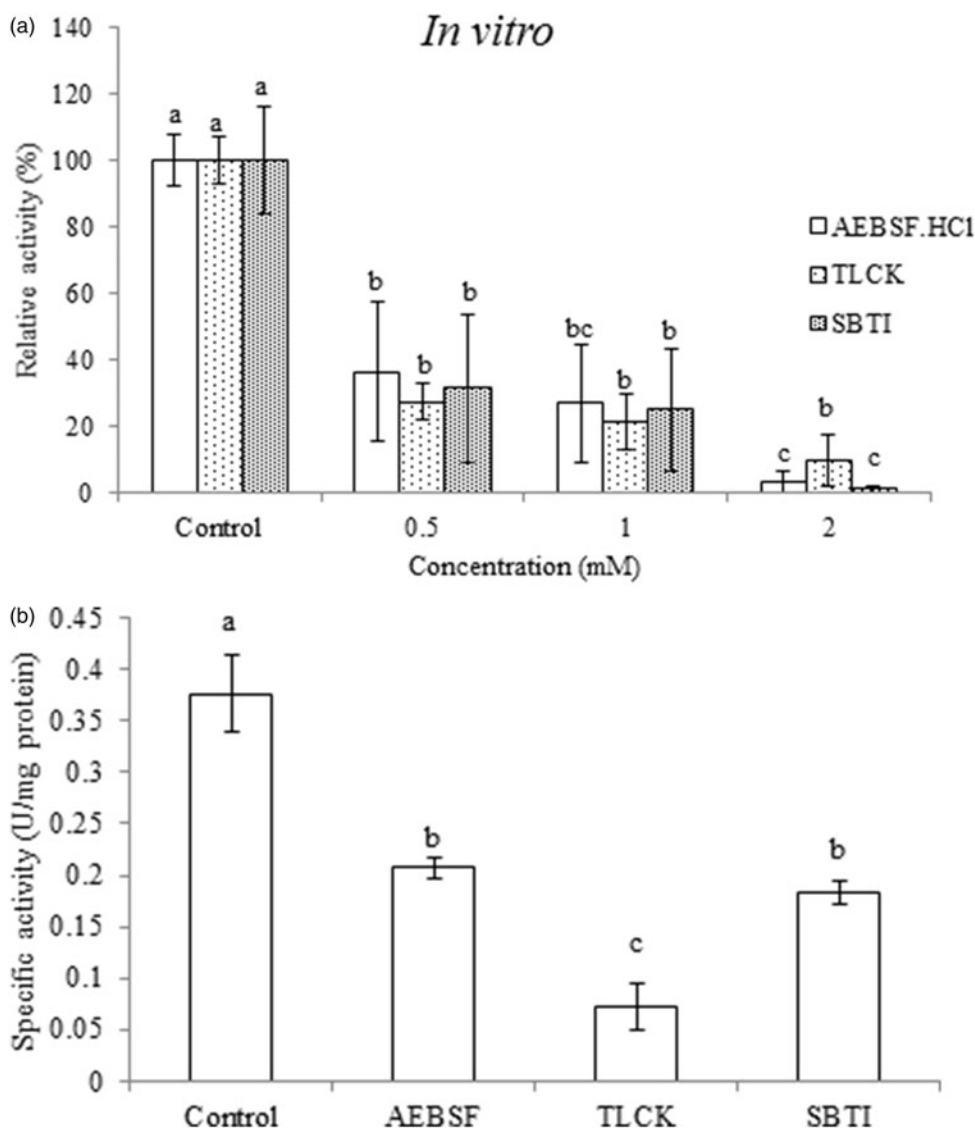 (a)
In vitro
140
120
100
80
60
40
20
0
Relative activity (%)
a a a
b b b
bc b b
c b c
AEBSF.HCl
TLCK
SBTI
Control 0.5 1 2
Concentration (mM)
(b)
0.45
0.4
0.35
0.3
0.25
0.2
0.15
0.1
0.05
0
Specific activity (U/mg protein)
a
b
c
b
Control AEBSF TLCK SBTI